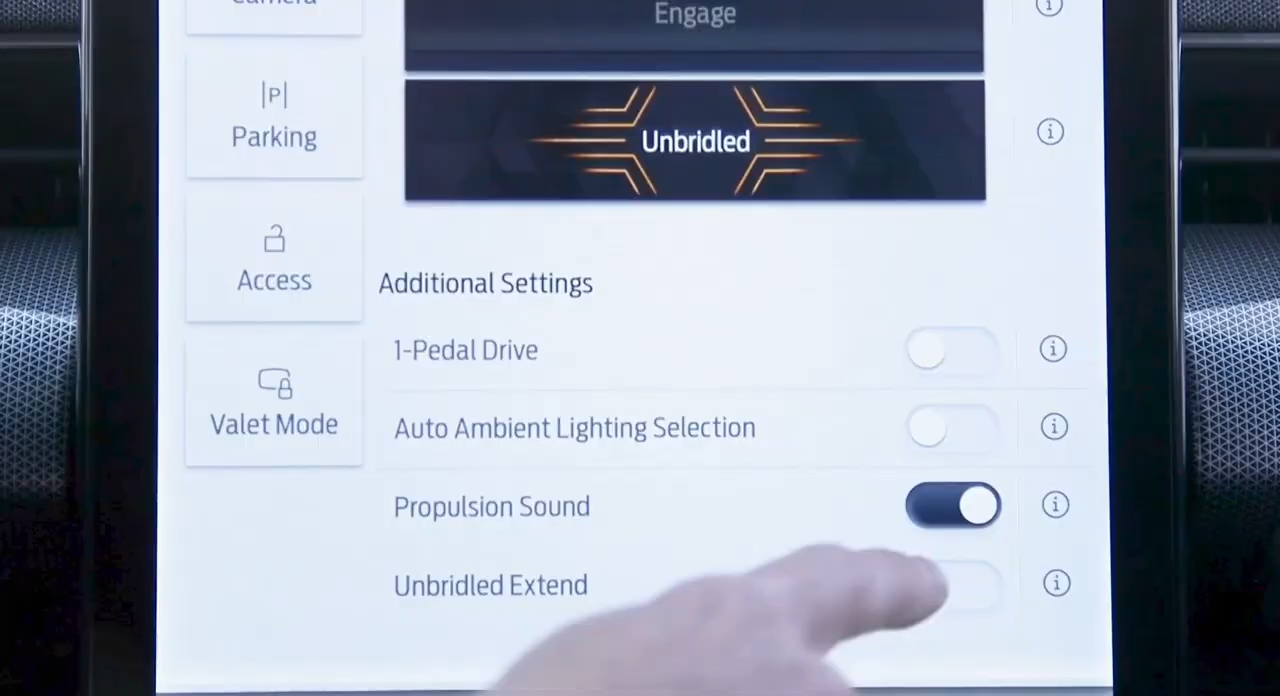 Camera
Engage
Unbridled
P
Parking
Access
Valet Mode
Additional Settings
1-Pedal Drive
Auto Ambient Lighting Selection
Propulsion Sound
Unbridled Extend